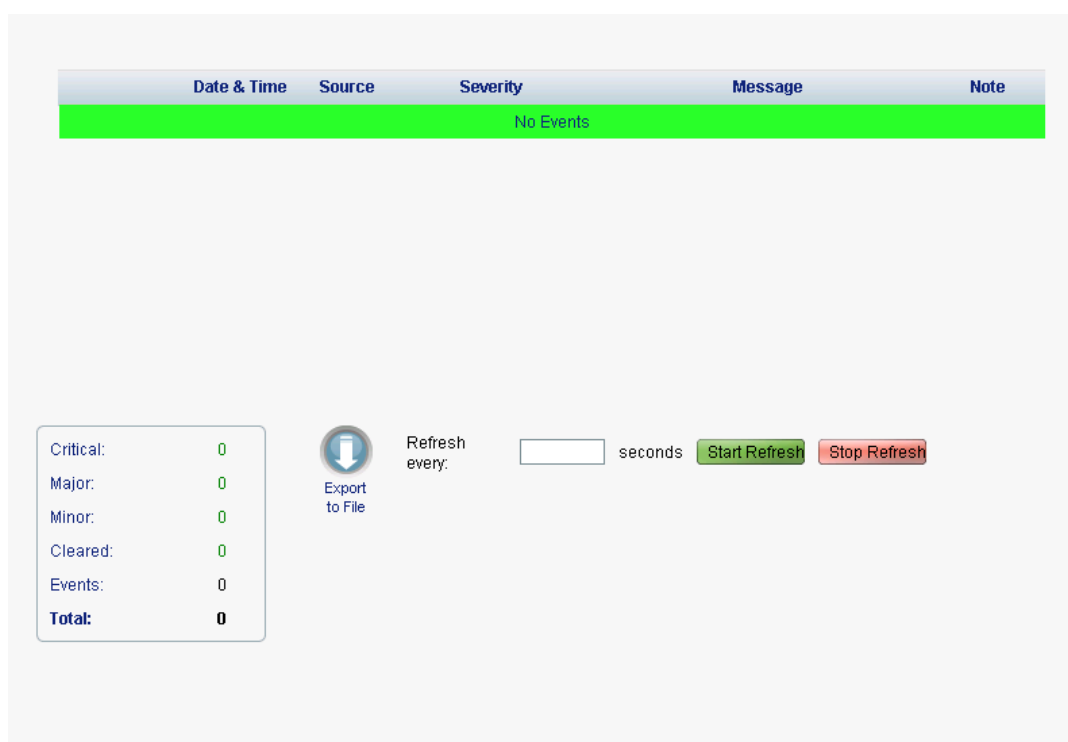 Date & Time Source Severity Message Note
No Events
Critical: 0
Major: 0
Minor: 0
Cleared: 0
Events: 0
Total: 0
Export
to File
Refresh
every:
seconds Start Refresh Stop Refresh